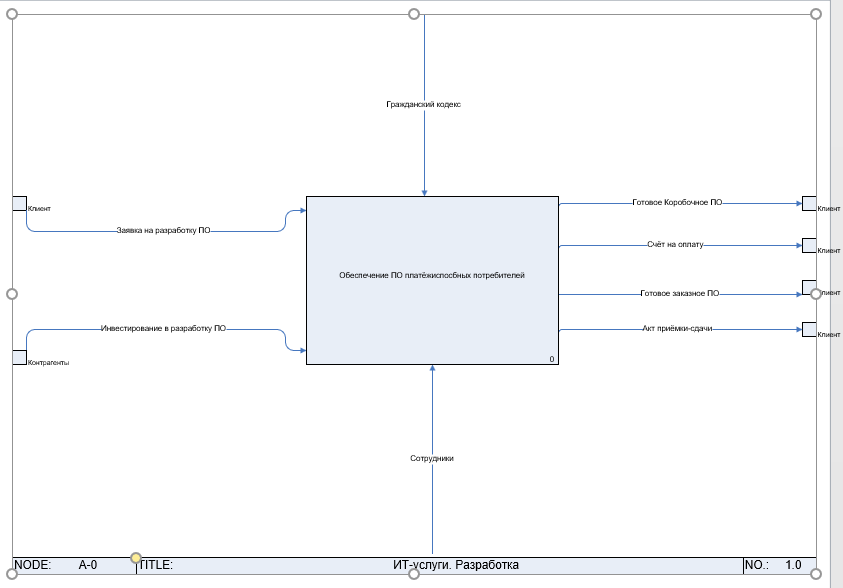 Гражданский кодекс
Клиент
Заявка на разработку ПО
Инвестирование в разработку ПО
Контрагенты
Обеспечение ПО платёжиспосбных потребителей
0
Готовое Коробочное ПО
Клиент
Счёт на оплату
Клиент
Готовое заказное ПО
лиент
Акт приёмки-сдачи
Клиент
Сотрудники
NODE: A-0 TITLE: ИТ-услуги. Разработка NO.: 1.0